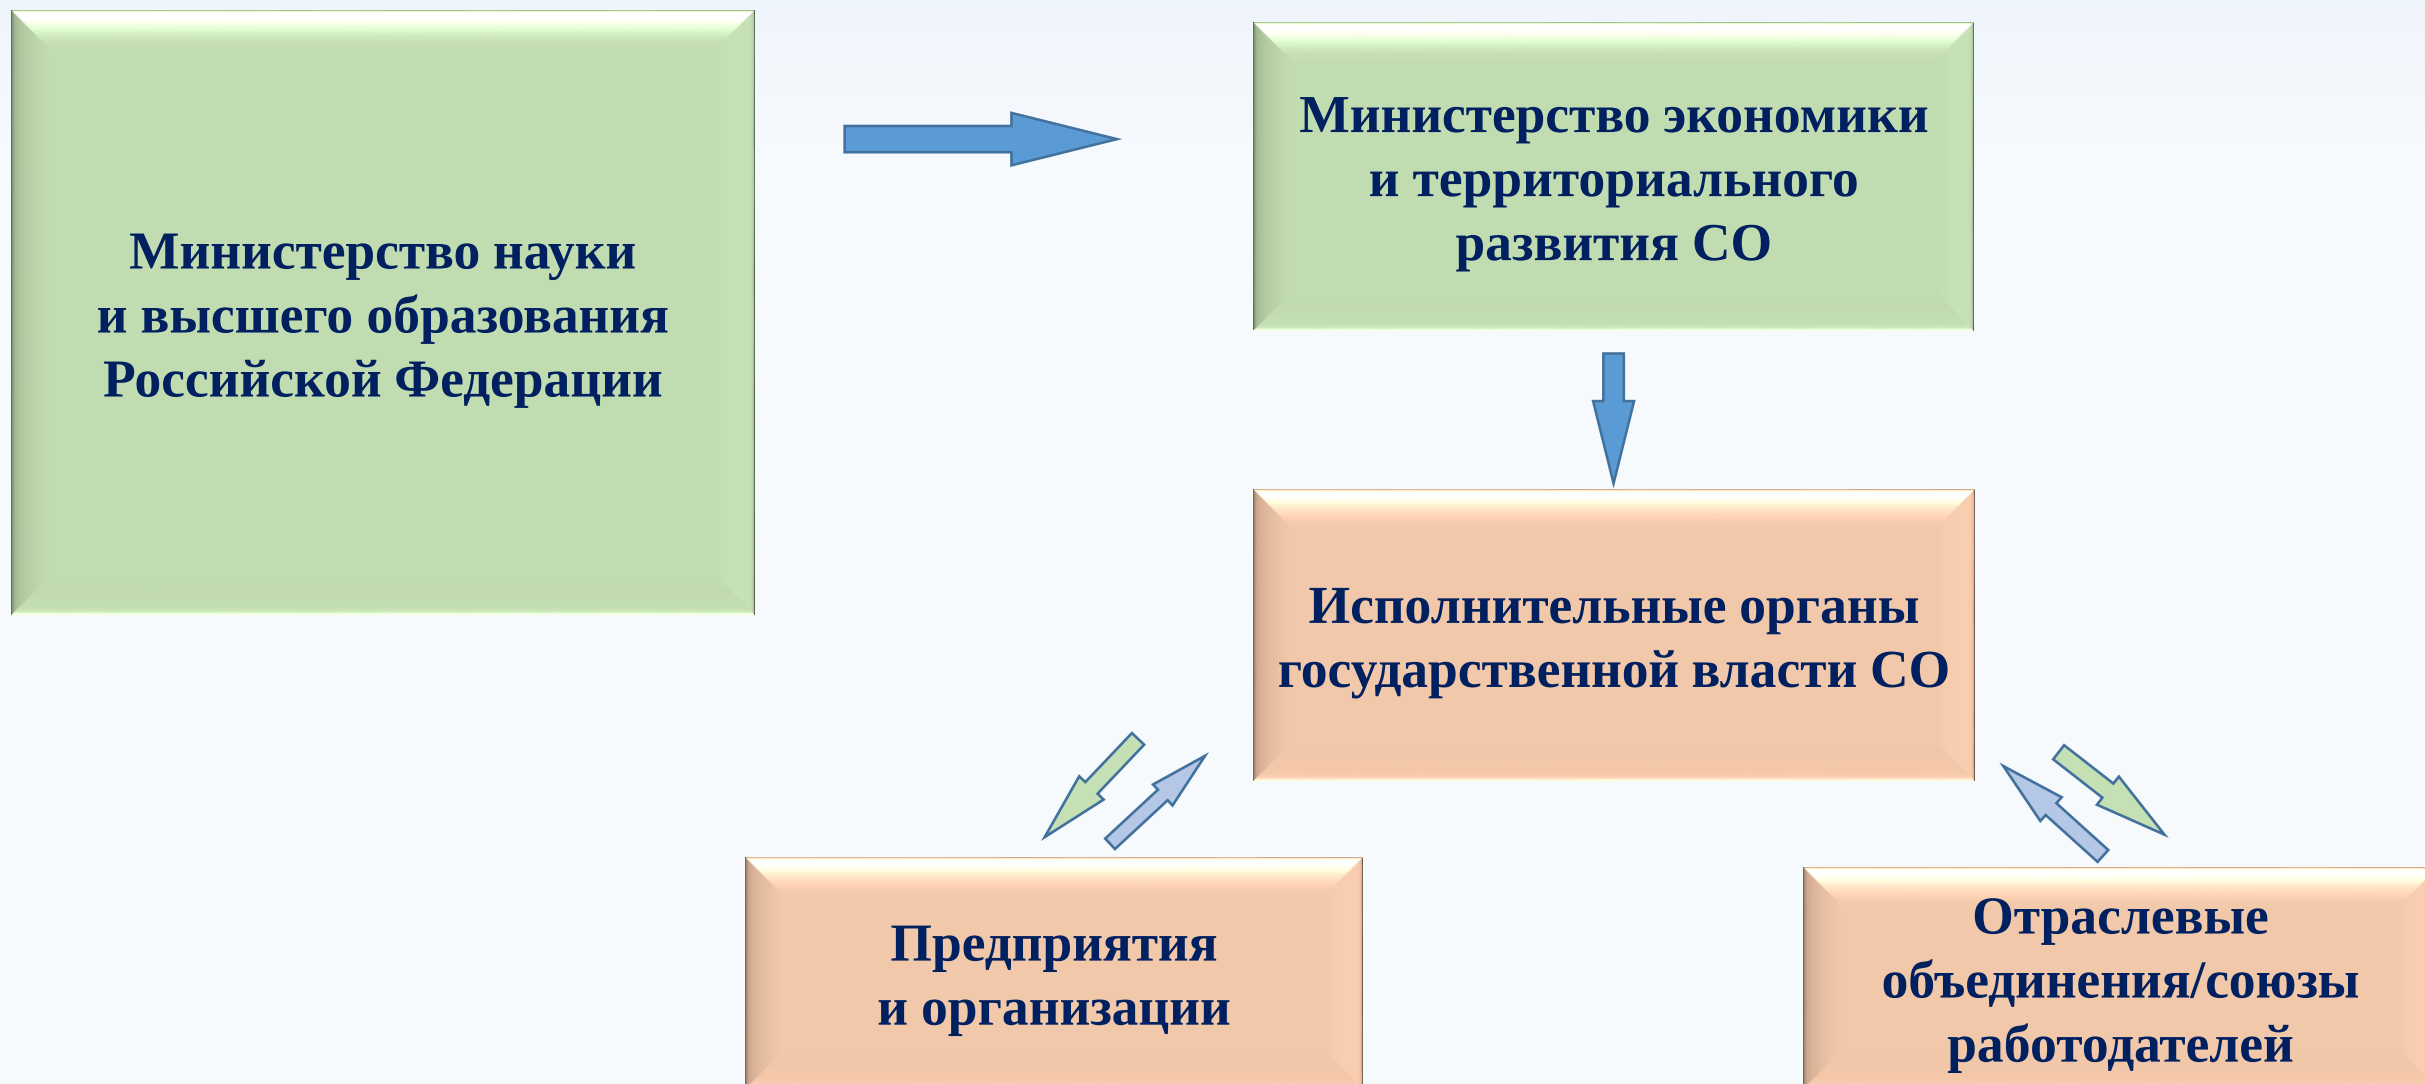 Министерство науки
и высшего образования
Российской Федерации
Министерство экономики
и территориального
развития СО
Исполнительные органы
государственной власти СО
Предприятия
и организации
Отраслевые
объединения/союзы
работодателей